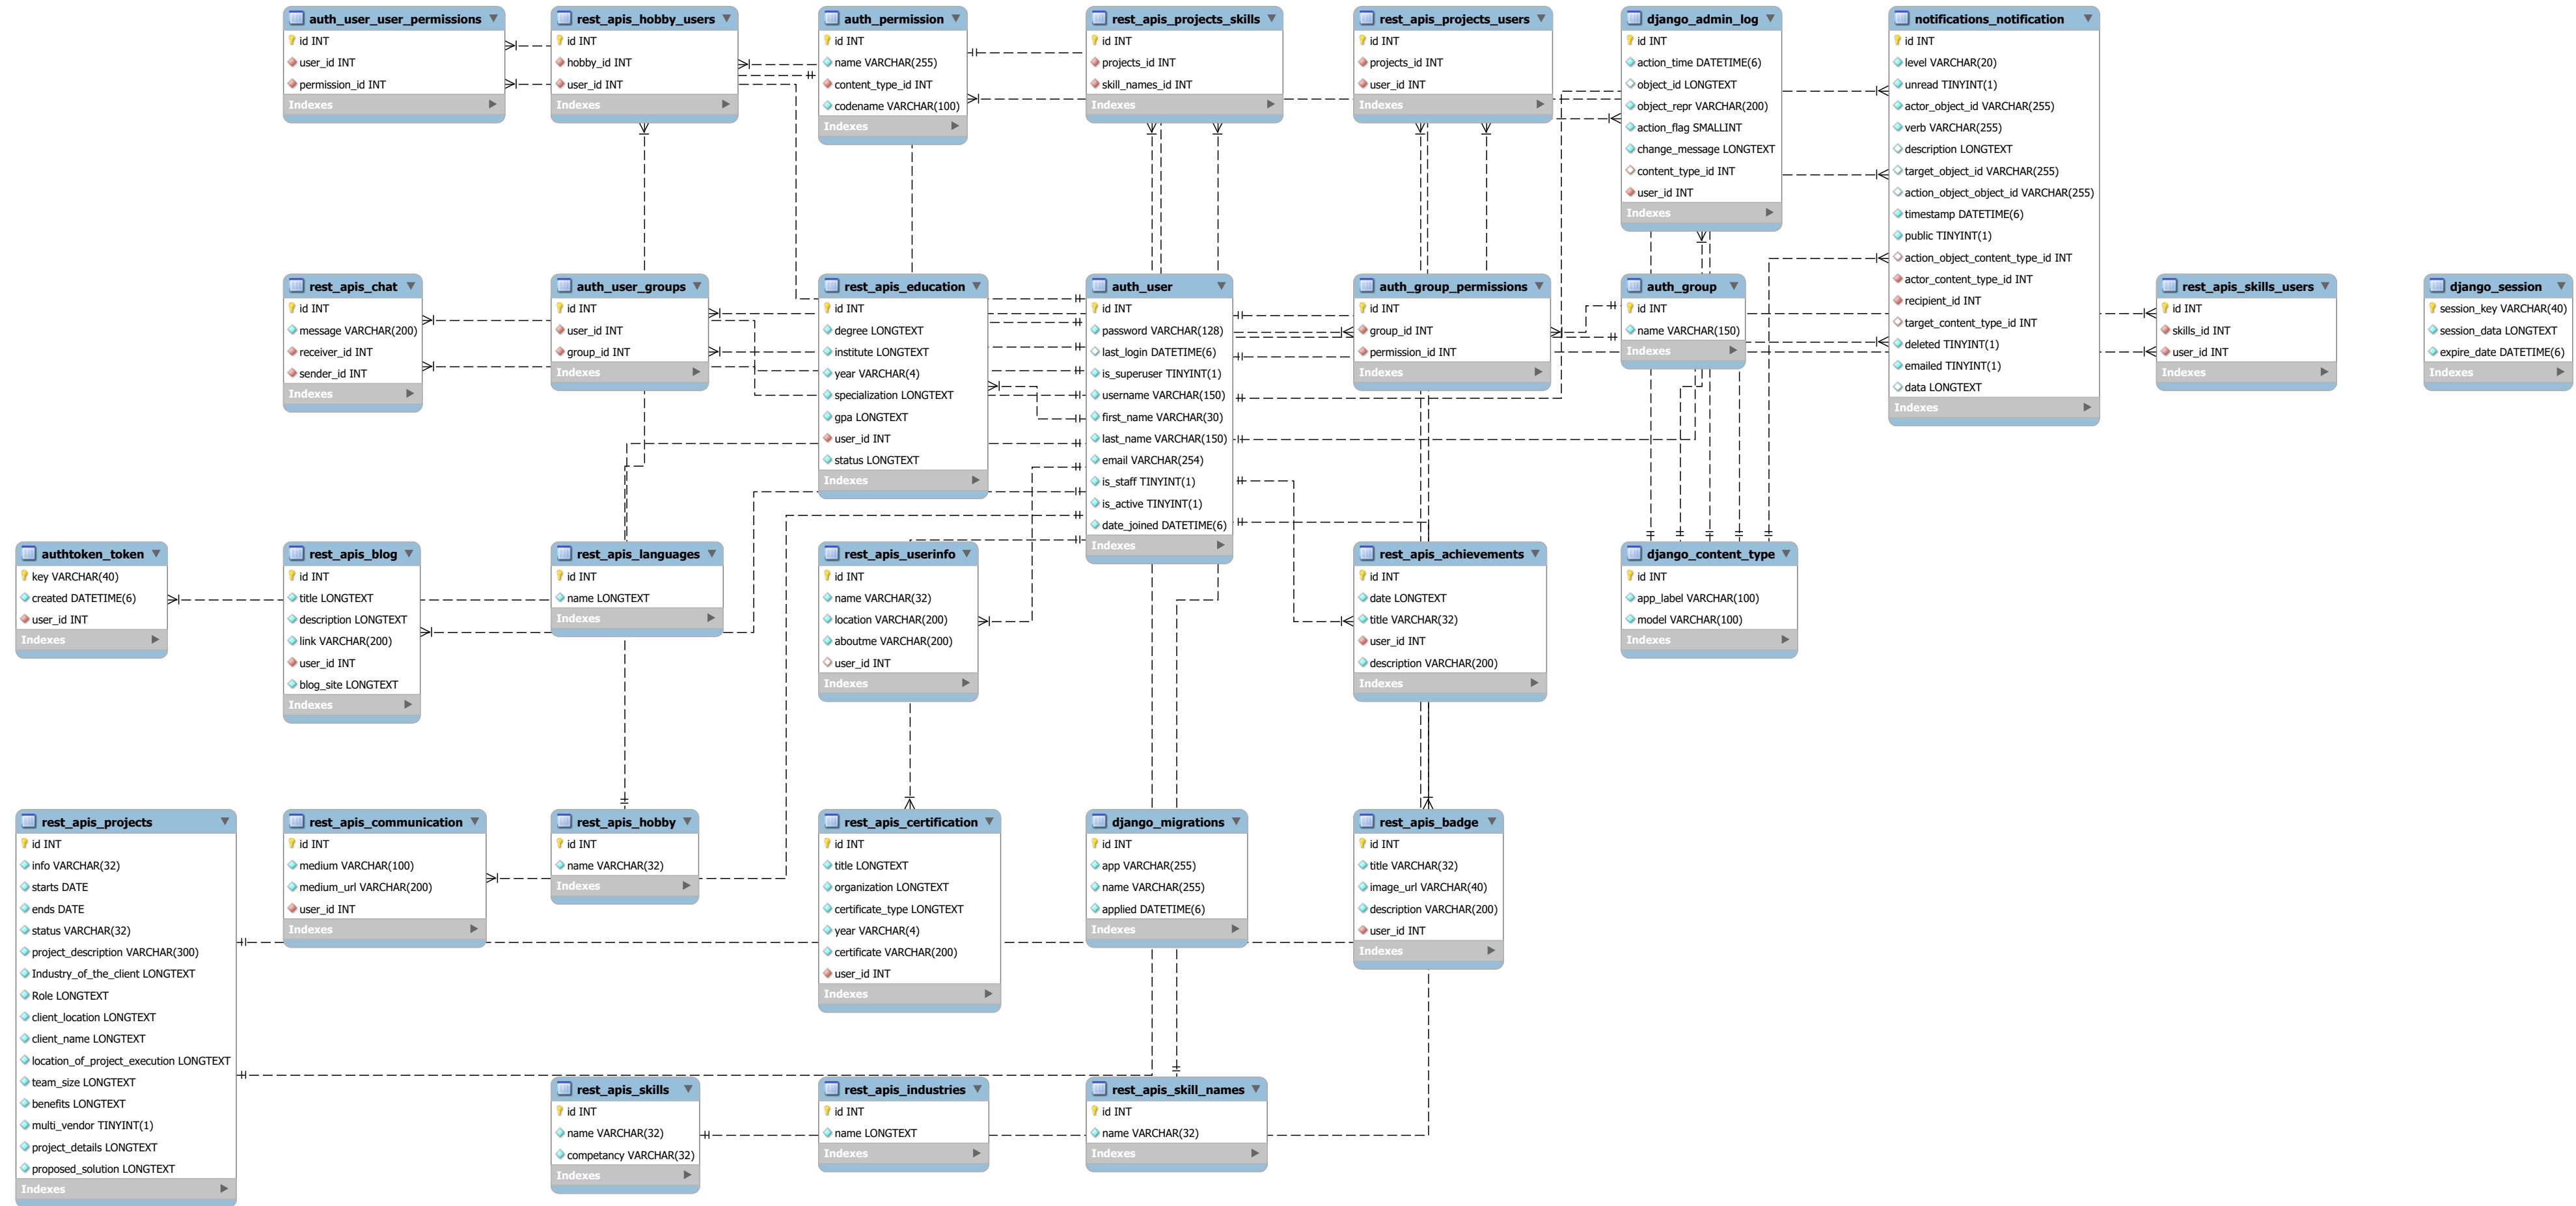 auth_user_user_permissions
id INT
user_id INT
permission_id INT
Indexes
rest_apis_hobby_users
id INT
hobby_id INT
user_id INT
Indexes
auth_permission
id INT
name VARCHAR(255)
content_type_id INT
codename VARCHAR(100)
Indexes
rest_apis_projects_skills
id INT
projects_id INT
skill_names_id INT
Indexes
rest_apis_projects_users
id INT
projects_id INT
user_id INT
Indexes
django_admin_log
id INT
action_time DATETIME(6)
object_id LONGTEXT
object_repr VARCHAR(200)
action_flag SMALLINT
change_message LONGTEXT
content_type_id INT
user_id INT
Indexes
notifications_notification
id INT
level VARCHAR(20)
unread TINYINT(1)
actor_object_id VARCHAR(255)
verb VARCHAR(255)
description LONGTEXT
target_object_id VARCHAR(255)
action_object_object_id VARCHAR(255)
timestamp DATETIME(6)
public TINYINT(1)
action_object_content_type_id INT
actor_content_type_id INT
recipient_id INT
target_content_type_id INT
deleted TINYINT(1)
emailed TINYINT(1)
data LONGTEXT
Indexes
rest_apis_chat
id INT
message VARCHAR(200)
receiver_id INT
sender_id INT
Indexes
auth_user_groups
id INT
user_id INT
group_id INT
Indexes
rest_apis_education
id INT
degree LONGTEXT
institute LONGTEXT
year VARCHAR(4)
specialization LONGTEXT
gpa LONGTEXT
user_id INT
status LONGTEXT
Indexes
auth_user
id INT
password VARCHAR(128)
last_login DATETIME(6)
is_superuser TINYINT(1)
username VARCHAR(150)
first_name VARCHAR(30)
last_name VARCHAR(150)
email VARCHAR(254)
is_staff TINYINT(1)
is_active TINYINT(1)
date_joined DATETIME(6)
Indexes
auth_group_permissions
id INT
group_id INT
permission_id INT
Indexes
auth_group
id INT
name VARCHAR(150)
Indexes
rest_apis_skills_users
id INT
skills_id INT
user_id INT
Indexes
django_session
session_key VARCHAR(40)
session_data LONGTEXT
expire_date DATETIME(6)
Indexes
authtoken_token
key VARCHAR(40)
created DATETIME(6)
user_id INT
Indexes
rest_apis_blog
id INT
title LONGTEXT
description LONGTEXT
link VARCHAR(200)
user_id INT
blog_site LONGTEXT
Indexes
rest_apis_languages
id INT
name LONGTEXT
Indexes
rest_apis_userinfo
id INT
name VARCHAR(32)
location VARCHAR(200)
aboutme VARCHAR(200)
user_id INT
Indexes
rest_apis_achievements
id INT
date LONGTEXT
title VARCHAR(32)
user_id INT
description VARCHAR(200)
Indexes
django_content_type
id INT
app_label VARCHAR(100)
model VARCHAR(100)
Indexes
rest_apis_projects
id INT
info VARCHAR(32)
starts DATE
ends DATE
status VARCHAR(32)
project_description VARCHAR(300)
Industry_of_the_client LONGTEXT
Role LONGTEXT
client_location LONGTEXT
client_name LONGTEXT
location_of_project_execution LONGTEXT
team_size LONGTEXT
benefits LONGTEXT
multi_vendor TINYINT(1)
project_details LONGTEXT
proposed_solution LONGTEXT
Indexes
rest_apis_communication
id INT
medium VARCHAR(100)
medium_url VARCHAR(200)
user_id INT
Indexes
rest_apis_hobby
id INT
name VARCHAR(32)
Indexes
rest_apis_certification
id INT
title LONGTEXT
organization LONGTEXT
certificate_type LONGTEXT
year VARCHAR(4)
certificate VARCHAR(200)
user_id INT
Indexes
django_migrations
id INT
app VARCHAR(255)
name VARCHAR(255)
applied DATETIME(6)
Indexes
rest_apis_badge
id INT
title VARCHAR(32)
image_url VARCHAR(40)
description VARCHAR(200)
user_id INT
Indexes
rest_apis_skills
id INT
name VARCHAR(32)
competancy VARCHAR(32)
Indexes
rest_apis_industries
id INT
name LONGTEXT
Indexes
rest_apis_skill_names
id INT
name VARCHAR(32)
Indexes